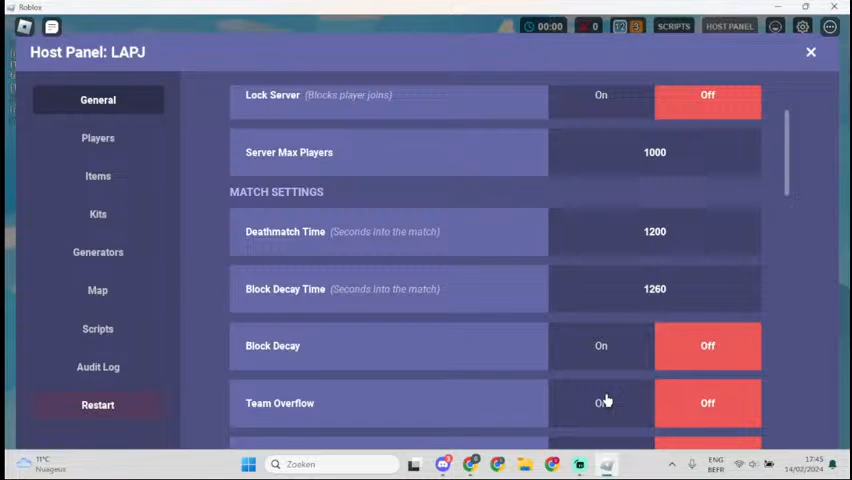 Roblox
00:00
0
12
3
SCRIPTS
HOST PANEL
Host Panel: LAPJ
General
Players
Items
Kits
Generators
Map
Scripts
Audit Log
Restart
Lock Server (Blocks player joins) On Off
Server Max Players 1000
MATCH SETTINGS
Deathmatch Time (Seconds into the match) 1200
Block Decay Time (Seconds into the match) 1260
Block Decay On Off
Team Overflow On Off
11°C
Nuageux
Zoeken
ENG
BEFR
17:45
14/02/2024